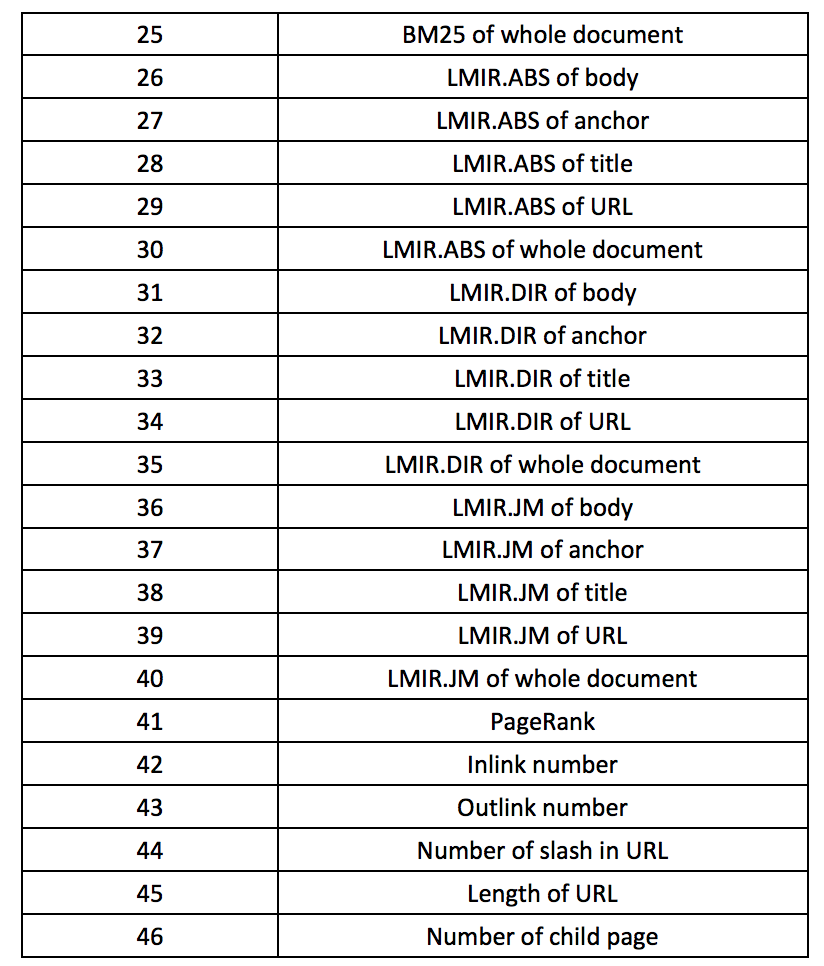 25 BM25 of whole document
26 LMIR.ABS of body
27 LMIR.ABS of anchor
28 LMIR.ABS of title
29 LMIR.ABS of URL
30 LMIR.ABS of whole document
31 LMIR.DIR of body
32 LMIR.DIR of anchor
33 LMIR.DIR of title
34 LMIR.DIR of URL
35 LMIR.DIR of whole document
36 LMIR.JM of body
37 LMIR.JM of anchor
38 LMIR.JM of title
39 LMIR.JM of URL
40 LMIR.JM of whole document
41 PageRank
42 Inlink number
43 Outlink number
44 Number of slash in URL
45 Length of URL
46 Number of child page